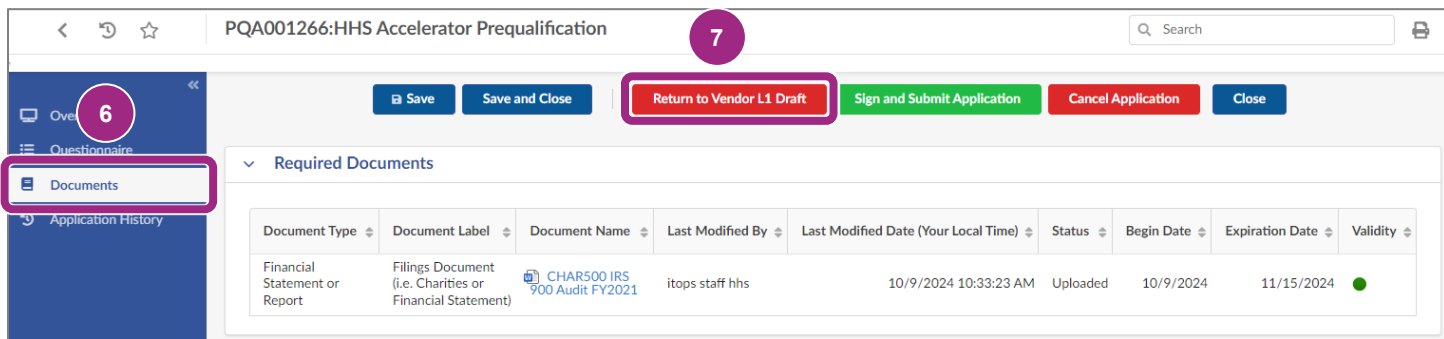 PQA001266:HHS Accelerator Prequalification
Search
7
6
Save
Save and Close
Return to Vendor L1 Draft
Sign and Submit Application
Cancel Application
Close
Questionnaire
Documents
Application History
Required Documents
Document Type
Document Label
Document Name
Last Modified By
Last Modified Date (Your Local Time)
Status
Begin Date
Expiration Date
Validity
Financial
Statement or
Report
Filings Document
(i.e. Charities or
Financial Statement)
CHAR500 IRS
900 Audit FY2021
itops staff hhs
10/9/2024 10:33:23 AM
Uploaded
10/9/2024
11/15/2024